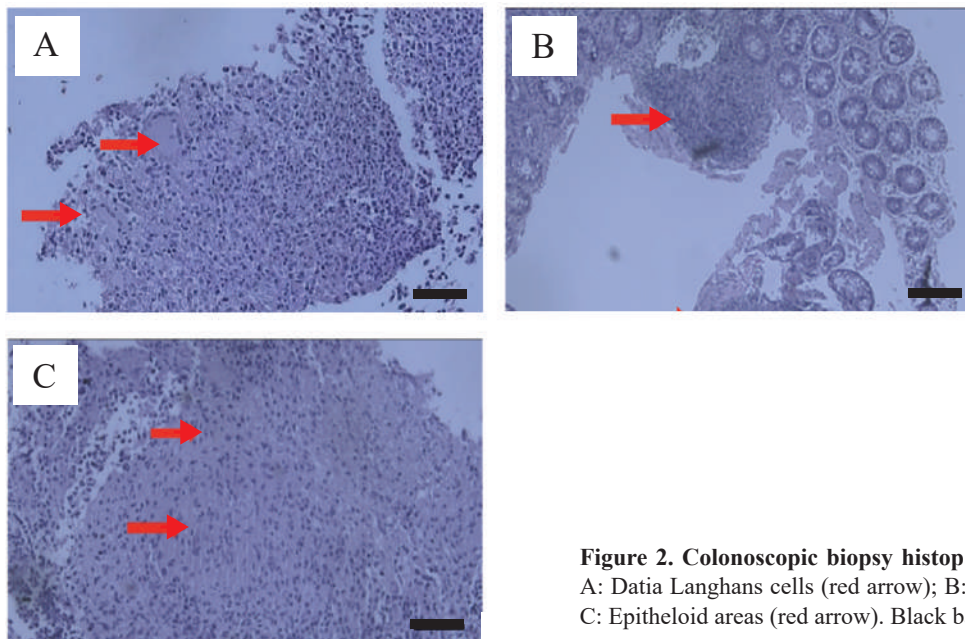 A
B
C
Figure 2. Colonoscopic biopsy histop
A: Datia Langhans cells (red arrow); B:
C: Epitheloid areas (red arrow). Black b